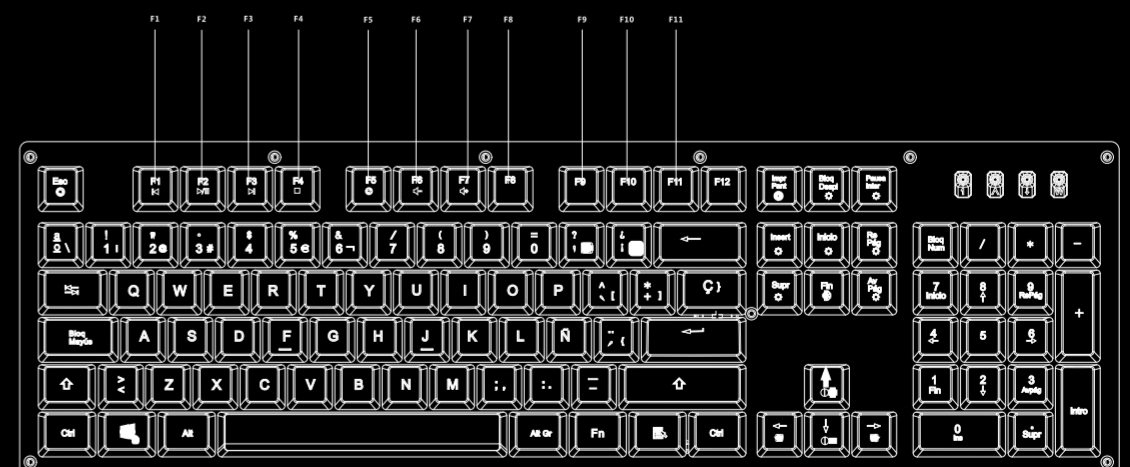 F1 F2 F3 F4 F5 F6 F7 F8 F9 F10 F11
Esc F1 F2 F3 F4 F5 F6 F7 F8 F9 F10 F11 F12 Impr Pant Bloq Despl Pausa Inter
ª º \ ! 1 | " 2 @ · 3 # $ 4 % 5 € & 6 ¬ / 7 ( 8 ) 9 = 0 ? ' ¿ ¡ ← Insert Inicio Re Pág Bloq Num / * -
Q W E R T Y U I O P ^ ` [ * + ] Ç } Supr Fin Av Pág 7 Inicio 8 ↑ 9 RePág +
Bloq Mayús A S D F G H J K L Ñ ¨ ´ { 4 ← 5 6 →
> < Z X C V B N M ; , : . _ – 1 Fin 2 ↓ 3 Avpág Intro
Ctrl Alt Alt Gr Fn Ctrl ← ↓ → 0 Ins . Supr